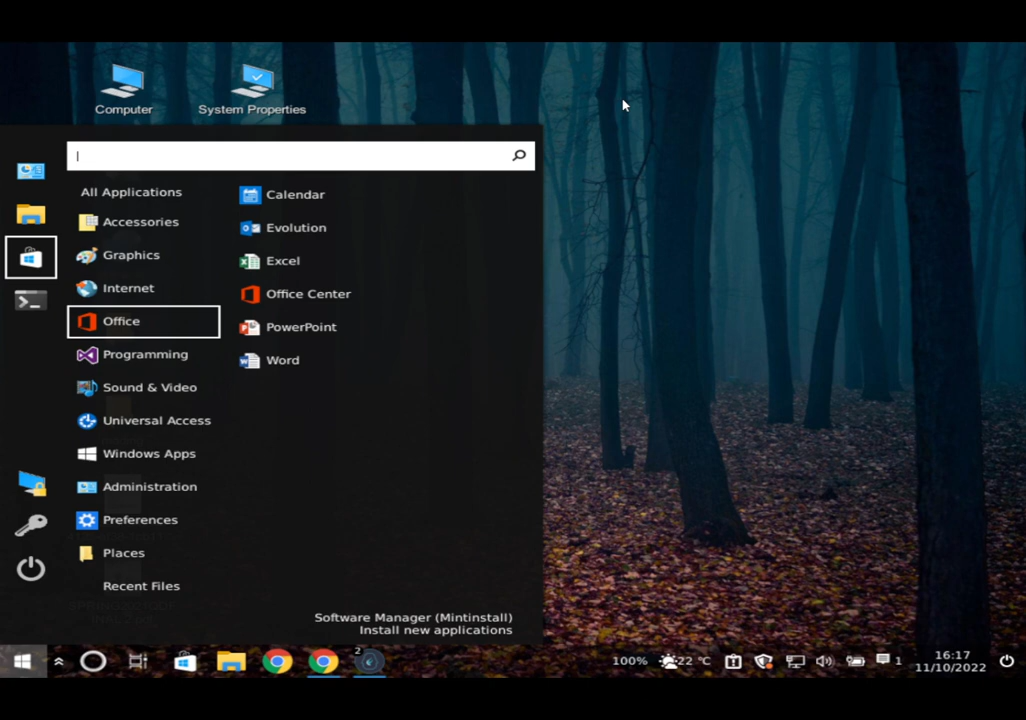 Computer
System Properties
All Applications
Accessories
Graphics
Internet
Office
Programming
Sound & Video
Universal Access
Windows Apps
Administration
Preferences
Places
Recent Files
Calendar
Evolution
Excel
Office Center
PowerPoint
Word
Software Manager (Mintinstall)
Install new applications
2
100%
22 °C
1
16:17
11/10/2022